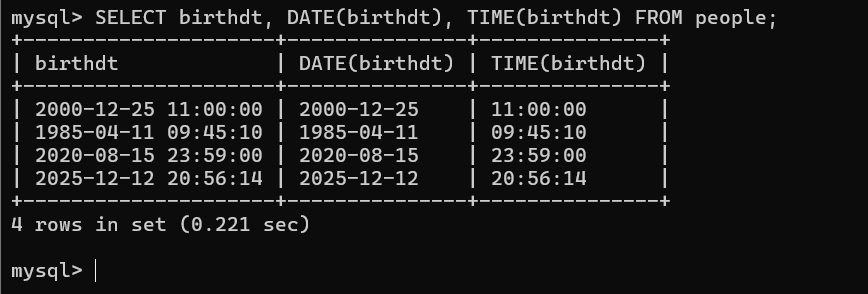 mysql> SELECT birthdt, DATE(birthdt), TIME(birthdt) FROM people;
+---------------------+---------------+---------------+
| birthdt             | DATE(birthdt) | TIME(birthdt) |
+---------------------+---------------+---------------+
| 2000-12-25 11:00:00 | 2000-12-25    | 11:00:00      |
| 1985-04-11 09:45:10 | 1985-04-11    | 09:45:10      |
| 2020-08-15 23:59:00 | 2020-08-15    | 23:59:00      |
| 2025-12-12 20:56:14 | 2025-12-12    | 20:56:14      |
+---------------------+---------------+---------------+
4 rows in set (0.221 sec)
mysql>